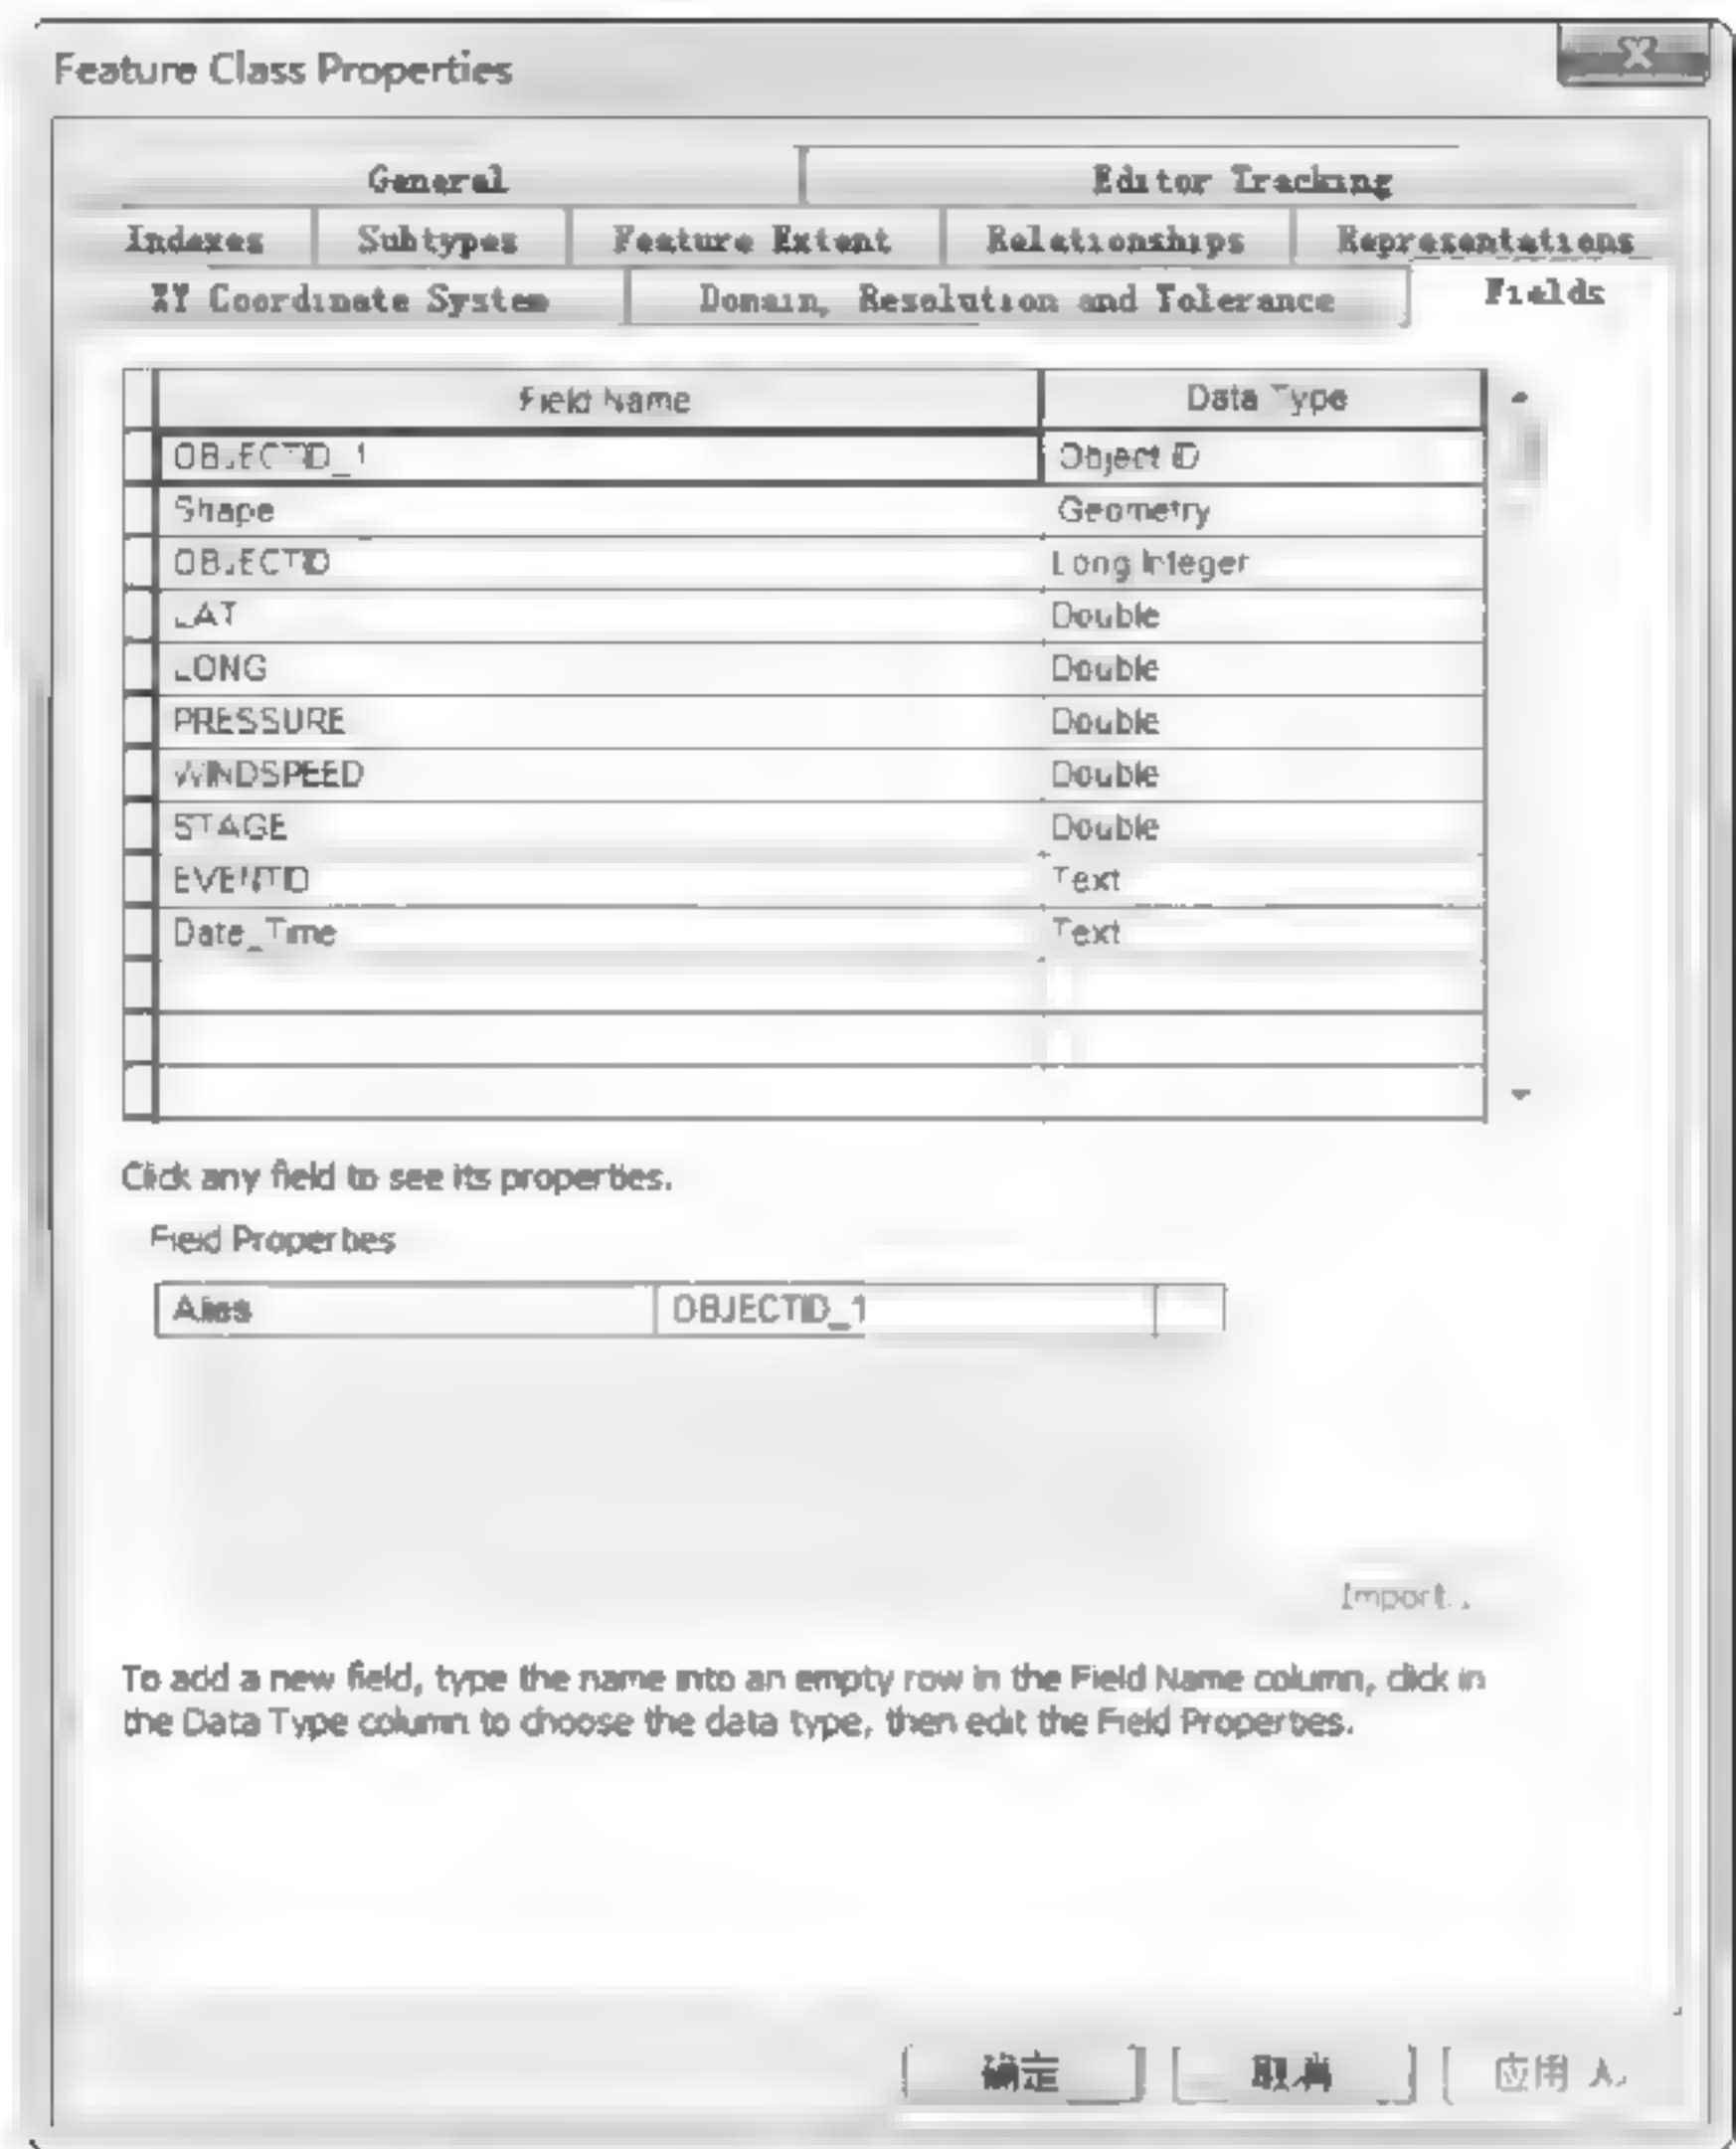 Feature Class Properties
X
General Editor Tracking
Indexes Subtypes Feature Extent Relationships Representations
XY Coordinate System Domain, Resolution and Tolerance Fields
Field Name Data Type
OBJECTID_1 Object ID
Shape Geometry
OBJECTID Long Integer
LAT Double
LONG Double
PRESSURE Double
WINDSPEED Double
STAGE Double
EVENTID Text
Date_Time Text
Click any field to see its properties.
Field Properties
Alias OBJECTID_1
Import...
To add a new field, type the name into an empty row in the Field Name column, click in
the Data Type column to choose the data type, then edit the Field Properties.
确定 取消 应用